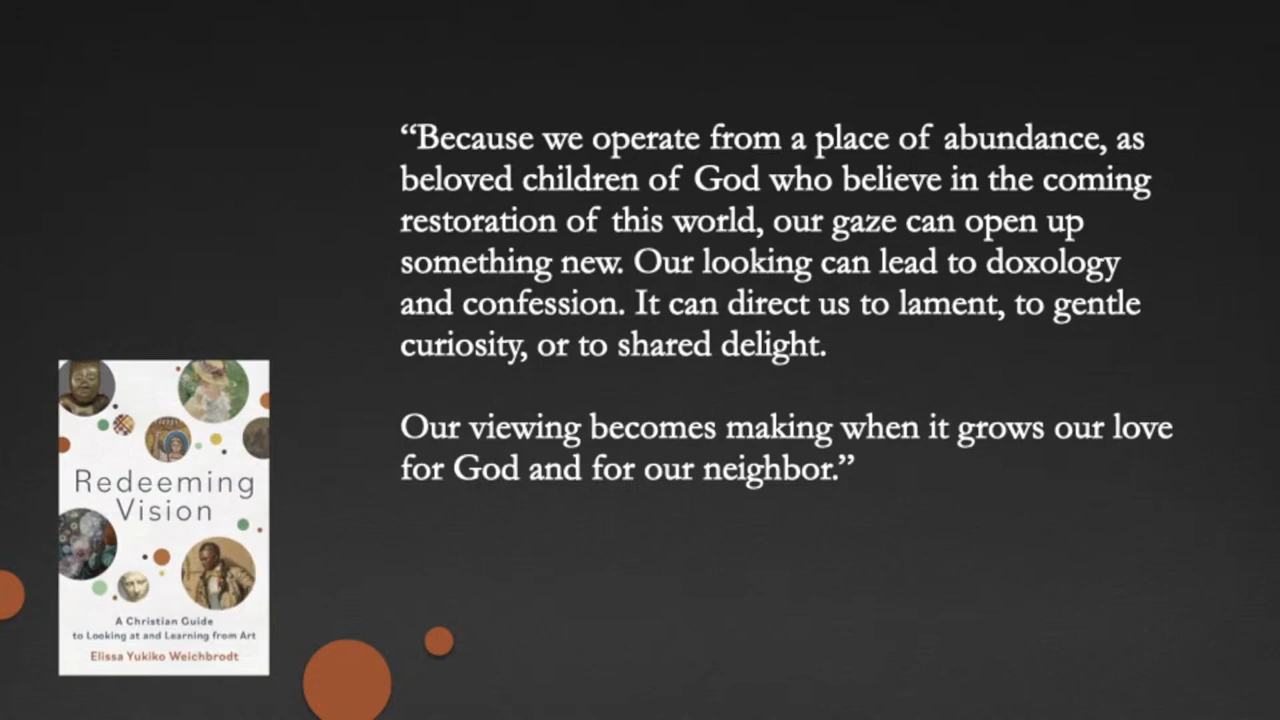 “Because we operate from a place of abundance, as
beloved children of God who believe in the coming
restoration of this world, our gaze can open up
something new. Our looking can lead to doxology
and confession. It can direct us to lament, to gentle
curiosity, or to shared delight.
Our viewing becomes making when it grows our love
for God and for our neighbor.”
Redeeming
Vision
A Christian Guide
to Looking at and Learning from Art
Elissa Yukiko Weichbrodt